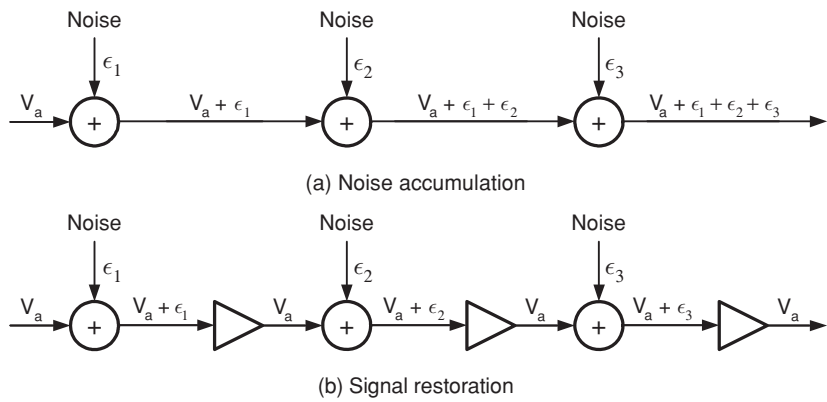 Noise Noise Noise
ϵ1 ϵ2 ϵ3
Va Va + ϵ1 Va + ϵ1 + ϵ2 Va + ϵ1 + ϵ2 + ϵ3
+ + +
(a) Noise accumulation
Noise Noise Noise
ϵ1 ϵ2 ϵ3
Va Va + ϵ1 Va Va + ϵ2 Va Va + ϵ3 Va
+ + +
(b) Signal restoration